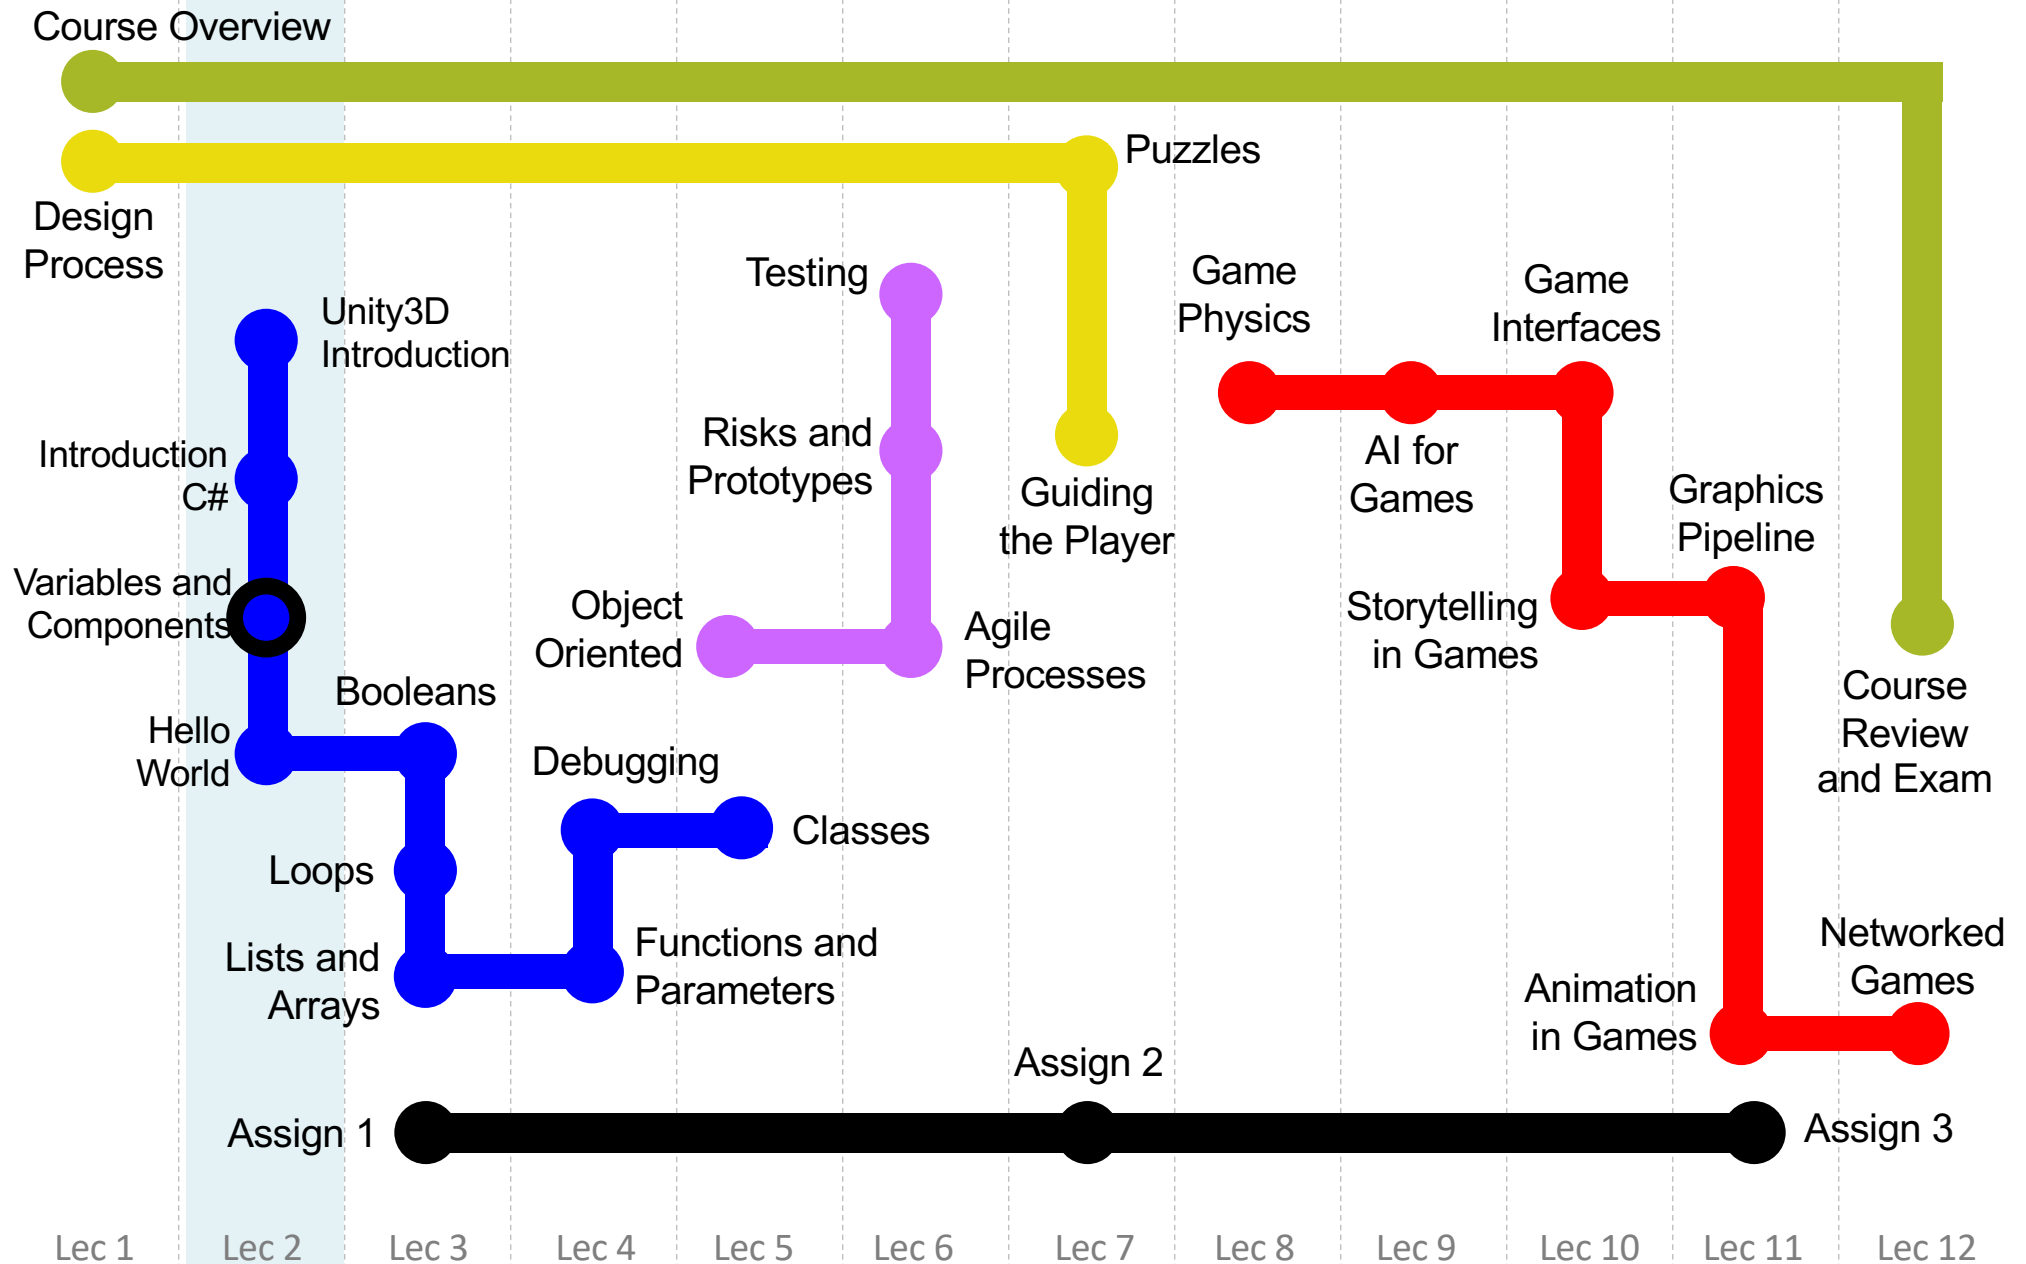 Course Overview
Puzzles
Design
Process
Testing
Game
Physics
Game
Interfaces
Unity3D
Introduction
Introduction
C#
Risks and
Prototypes
AI for
Games
Guiding
the Player
Graphics
Pipeline
Variables and
Components
Object
Oriented
Agile
Processes
Storytelling
in Games
Booleans
Course
Review
and Exam
Hello
World
Debugging
Classes
Loops
Lists and
Arrays
Functions and
Parameters
Networked
Games
Animation
in Games
Assign 2
Assign 1
Assign 3
Lec 1
Lec 2
Lec 3
Lec 4
Lec 5
Lec 6
Lec 7
Lec 8
Lec 9
Lec 10
Lec 11
Lec 12